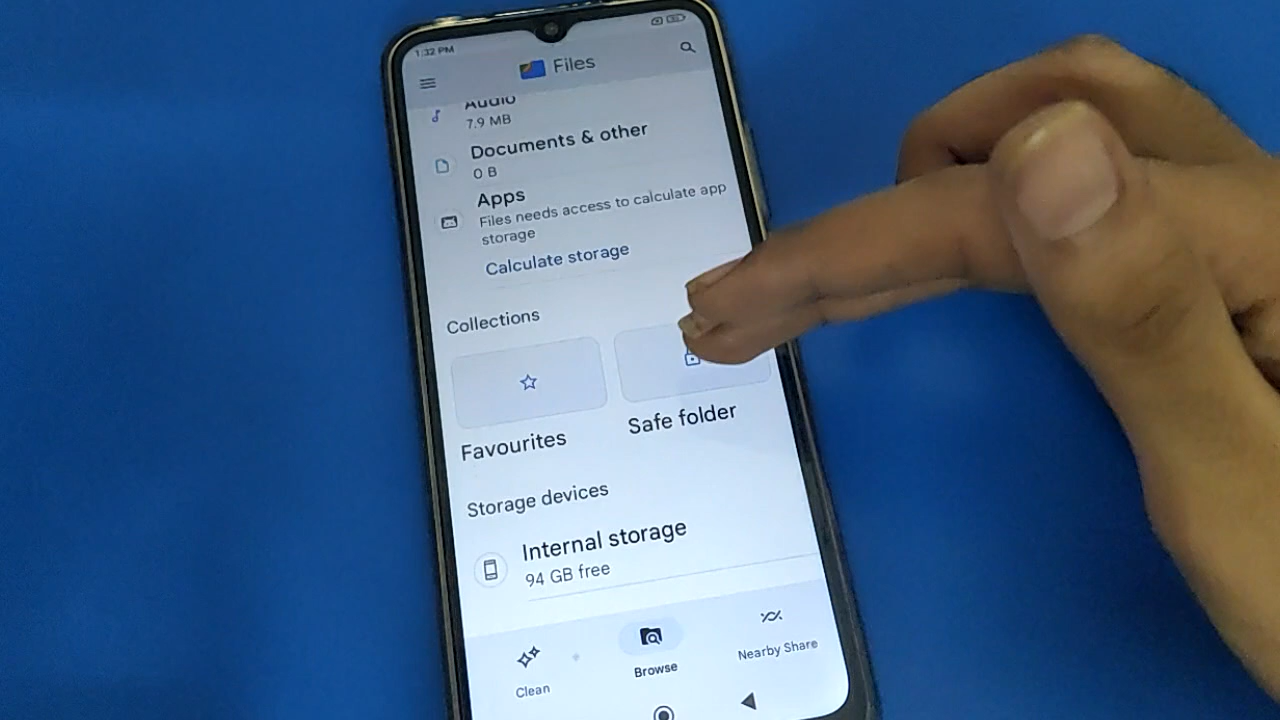 1:32 PM
Files
Audio
7.9 MB
Documents & other
0 B
Apps
Files needs access to calculate app
storage
Calculate storage
Collections
Favourites
Safe folder
Storage devices
Internal storage
94 GB free
Clean
Browse
Nearby Share